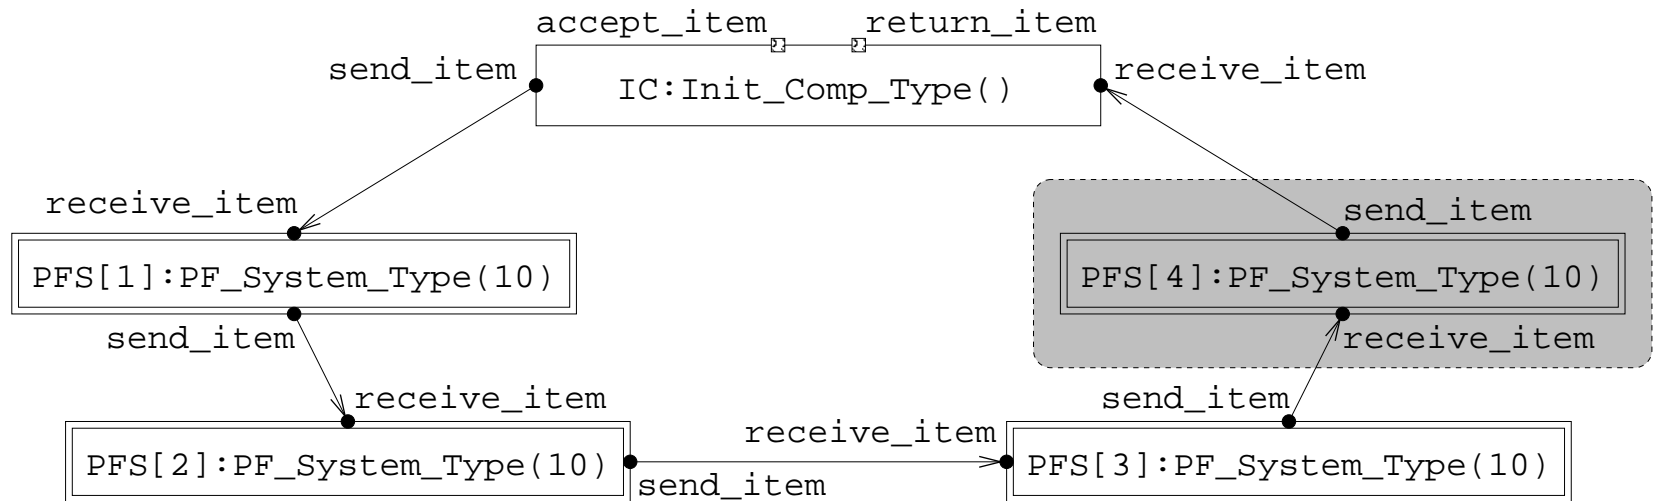 accept_item return_item
send_item IC:Init_Comp_Type() receive_item
receive_item send_item
PFS[1]:PF_System_Type(10) PFS[4]:PF_System_Type(10)
send_item receive_item
receive_item send_item
PFS[2]:PF_System_Type(10) receive_item PFS[3]:PF_System_Type(10)
send_item